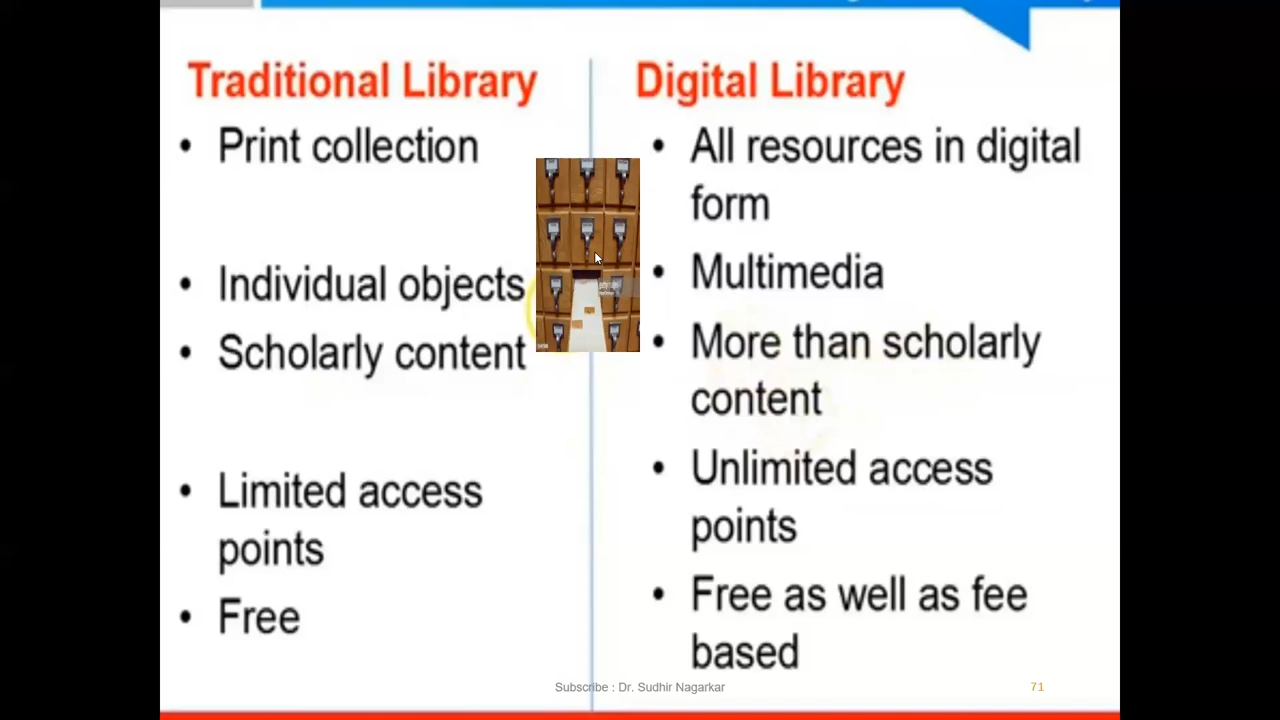 Traditional Library
• Print collection
• Individual objects
• Scholarly content
• Limited access
points
• Free
Digital Library
• All resources in digital
form
• Multimedia
• More than scholarly
content
• Unlimited access
points
• Free as well as fee
based
Subscribe : Dr. Sudhir Nagarkar
71